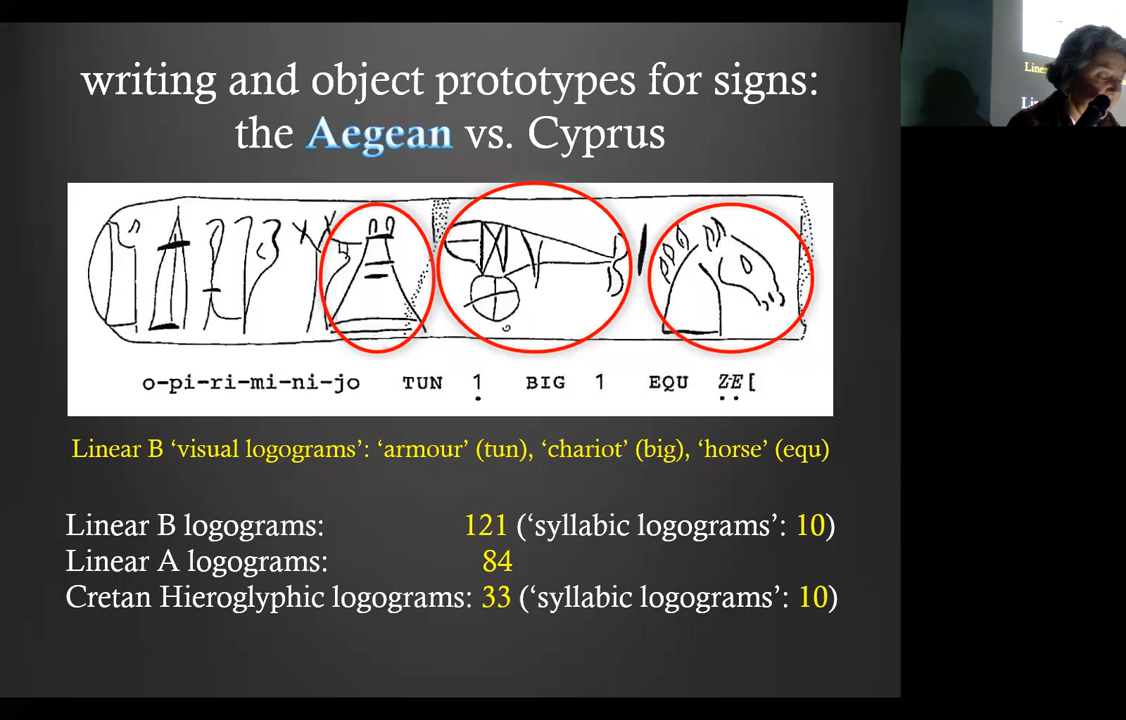 writing and object prototypes for signs:
the Aegean vs. Cyprus
o-pi-ri-mi-ni-jo TUN 1 BIG 1 EQU ZE[
Linear B ‘visual logograms’: ‘armour’ (tun), ‘chariot’ (big), ‘horse’ (equ)
Linear B logograms: 121 (‘syllabic logograms’: 10)
Linear A logograms: 84
Cretan Hieroglyphic logograms: 33 (‘syllabic logograms’: 10)
Linea
Li